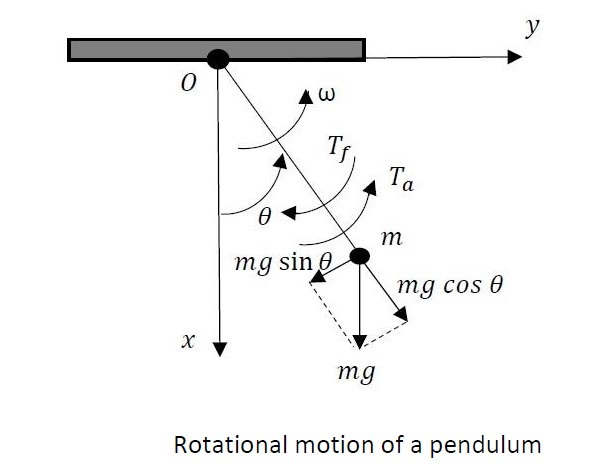 y
O
ω
T_f
T_a
θ
m
mg sin θ
mg cos θ
x
mg
Rotational motion of a pendulum